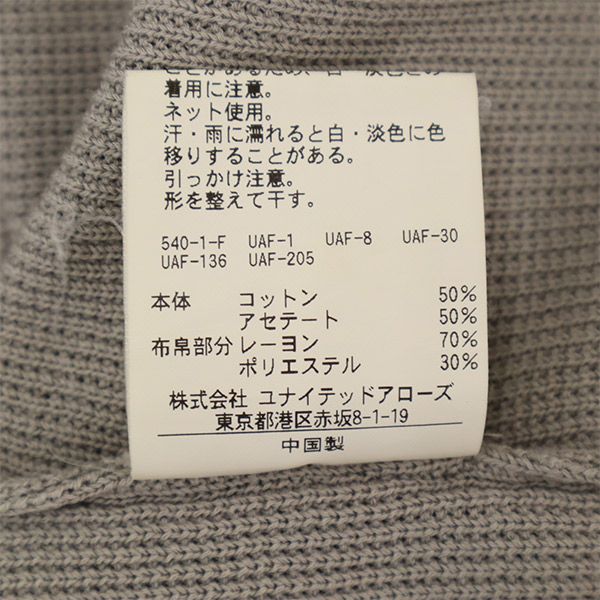 着用に注意。
ネット使用。
汗・雨に濡れると白・淡色に色
移りすることがある。
引っかけ注意。
形を整えて干す。
540-1-F UAF-1 UAF-8 UAF-30
UAF-136 UAF-205
本体 コットン 50%
アセテート 50%
布帛部分 レーヨン 70%
ポリエステル 30%
株式会社 ユナイテッドアローズ
東京都港区赤坂8-1-19
中国製